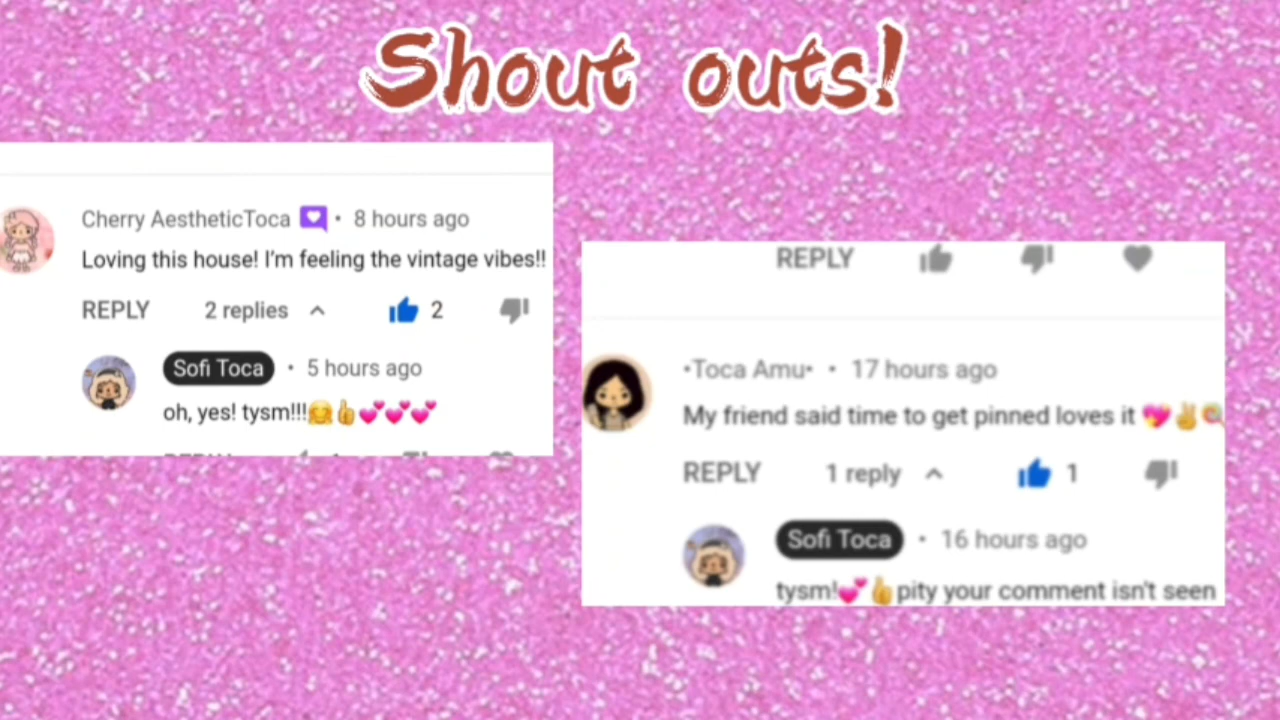 Shout outs!
Cherry AestheticToca • 8 hours ago
Loving this house! I'm feeling the vintage vibes!!
REPLY 2 replies 2
Sofi Toca • 5 hours ago
oh, yes! tysm!!!🤗👍💕💕💕
REPLY
•Toca Amu• • 17 hours ago
My friend said time to get pinned loves it 💖✌🍭
REPLY 1 reply 1
Sofi Toca • 16 hours ago
tysm!💕👍pity your comment isn't seen